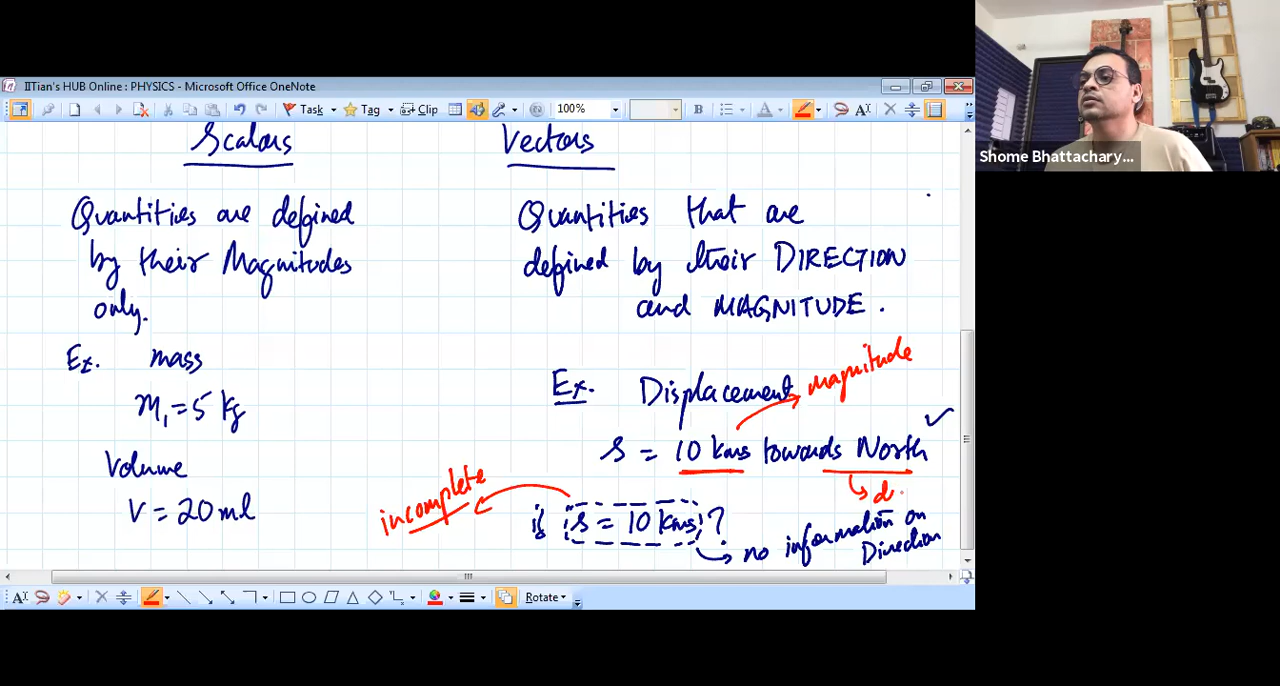 IITian's HUB Online : PHYSICS - Microsoft Office OneNote
Task Tag Clip 100% B
Shome Bhattachary...
Scalars
Quantities are defined
by their Magnitudes
only.
Ex. mass
m₁ = 5 kg
Volume
V = 20 ml
Vectors
Quantities that are
defined by their DIRECTION
and MAGNITUDE.
Ex. Displacement
magnitude
s = 10 kms towards North ✓
d
incomplete
if s = 10 kms ?
no information on
Direction
Rotate